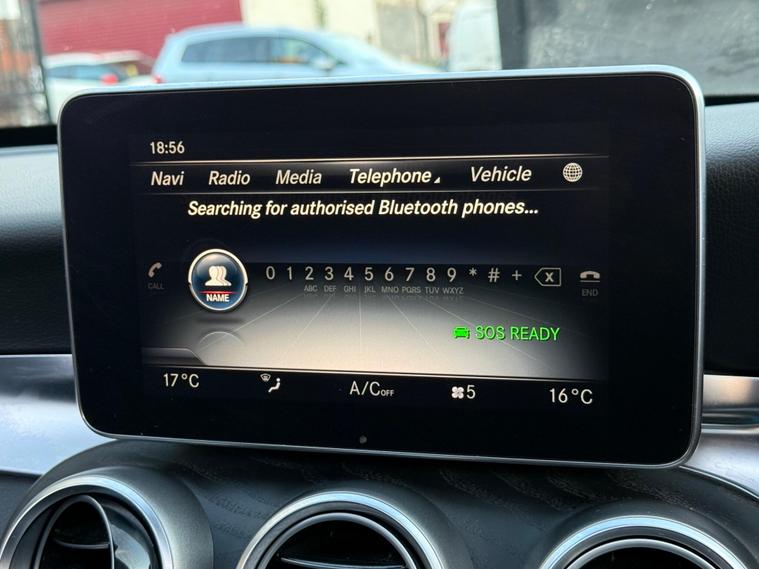 18:56
Navi Radio Media Telephone Vehicle
Searching for authorised Bluetooth phones...
CALL NAME 0 1 2 3 4 5 6 7 8 9 * # + X END
ABC DEF GHI JKL MNO PQRS TUV WXYZ
SOS READY
17°C A/C OFF 5 16°C